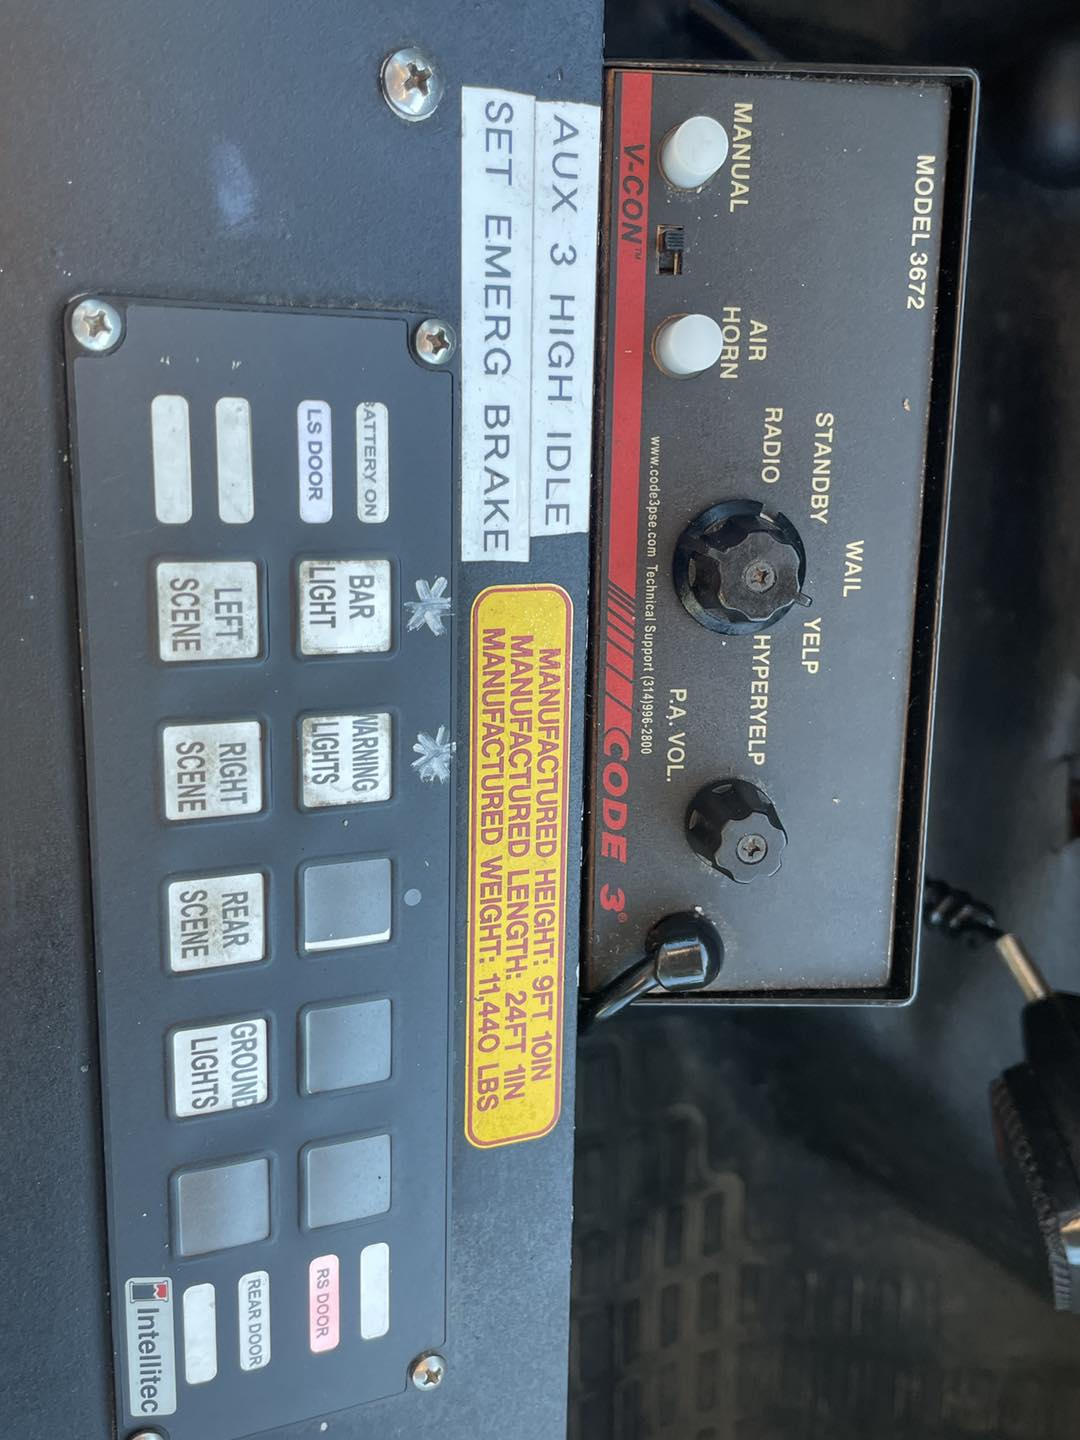 MODEL 3672
WAIL
STANDBY
YELP
RADIO
HYPERYELP
MANUAL
AIR
HORN
P.A. VOL.
www.code3pse.com Technical Support (314)996-2800
V-CON™
CODE 3®
AUX 3 HIGH IDLE
SET EMERG BRAKE
MANUFACTURED HEIGHT: 9FT 10IN
MANUFACTURED LENGTH: 24FT 1IN
MANUFACTURED WEIGHT: 11,440 LBS
BATTERY ON
LS DOOR
BAR
LIGHT
WARNING
LIGHTS
RS DOOR
REAR DOOR
LEFT
SCENE
RIGHT
SCENE
REAR
SCENE
GROUND
LIGHTS
Intellitec